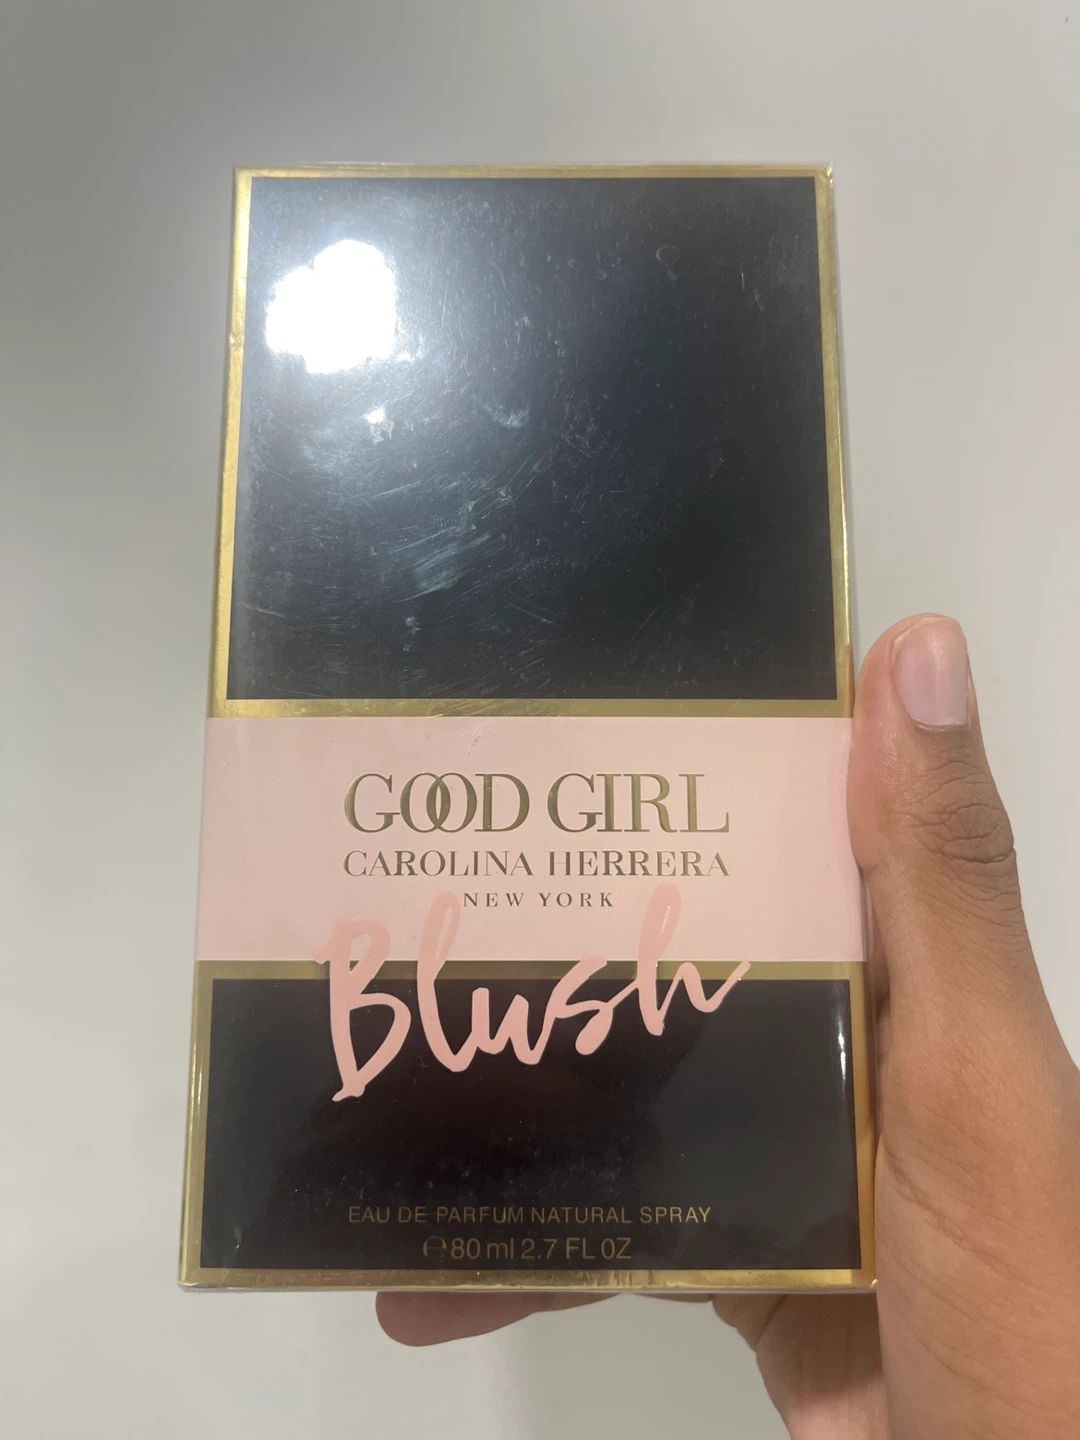 GOOD GIRL
CAROLINA HERRERA
NEW YORK
Blush
EAU DE PARFUM NATURAL SPRAY
℮80 ml 2.7 FL OZ